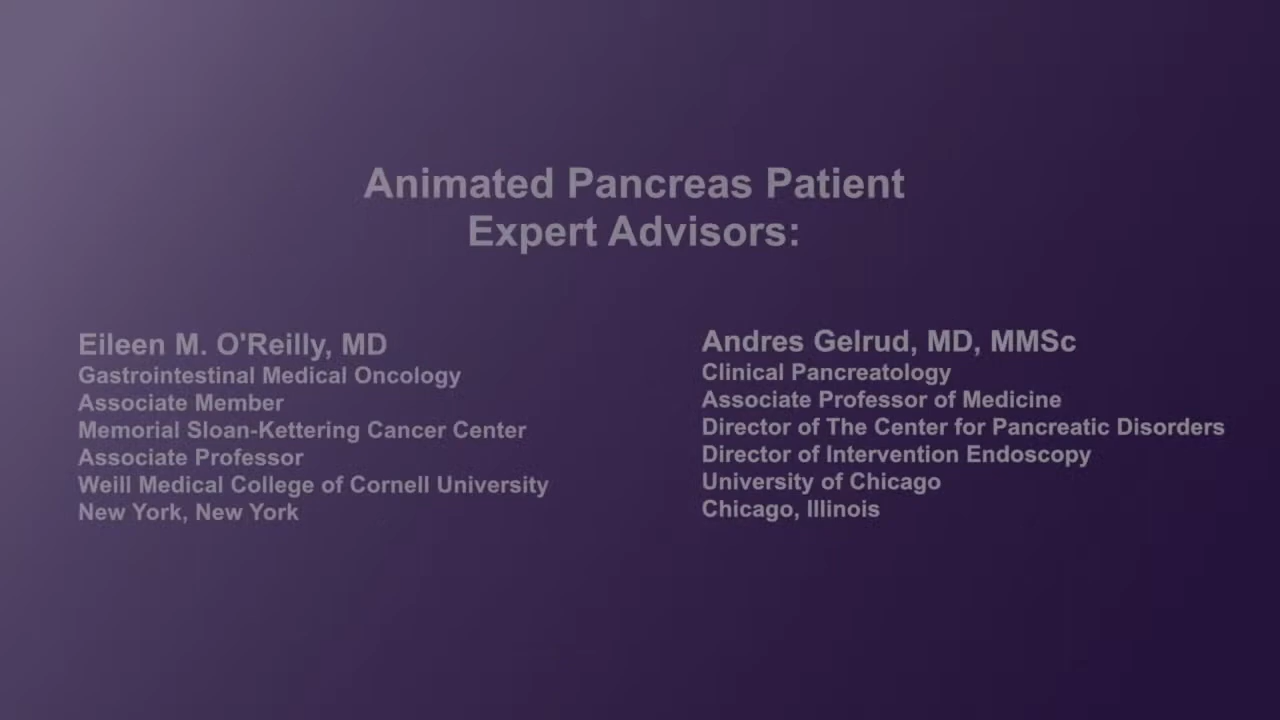 Animated Pancreas Patient
Expert Advisors:
Eileen M. O'Reilly, MD
Gastrointestinal Medical Oncology
Associate Member
Memorial Sloan-Kettering Cancer Center
Associate Professor
Weill Medical College of Cornell University
New York, New York
Andres Gelrud, MD, MMSc
Clinical Pancreatology
Associate Professor of Medicine
Director of The Center for Pancreatic Disorders
Director of Intervention Endoscopy
University of Chicago
Chicago, Illinois